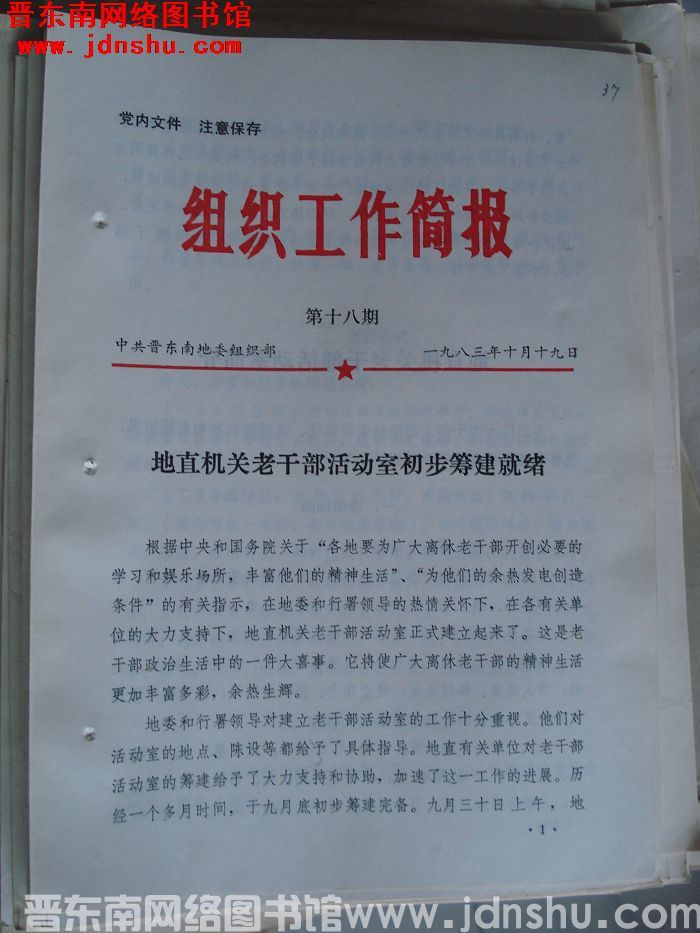 晋东南网络图书馆
www.jdnshu.com
37
党内文件 注意保存
组织工作简报
第十八期
中共晋东南地委组织部 一九八三年十月十九日
地直机关老干部活动室初步筹建就绪
根据中央和国务院关于“各地要为广大离休老干部开创必要的
学习和娱乐场所，丰富他们的精神生活”、“为他们的余热发电创造
条件”的有关指示，在地委和行署领导的热情关怀下，在各有关单
位的大力支持下，地直机关老干部活动室正式建立起来了。这是老
干部政治生活中的一件大喜事。它将使广大离休老干部的精神生活
更加丰富多彩，余热生辉。
地委和行署领导对建立老干部活动室的工作十分重视。他们对
活动室的地点、陈设等都给予了具体指导。地直有关单位对老干部
活动室的筹建给予了大力支持和协助，加速了这一工作的进展。历
经一个多月时间，于九月底初步筹建完备。九月三十日上午，地
·1·
晋东南网络图书馆 www.jdnshu.com